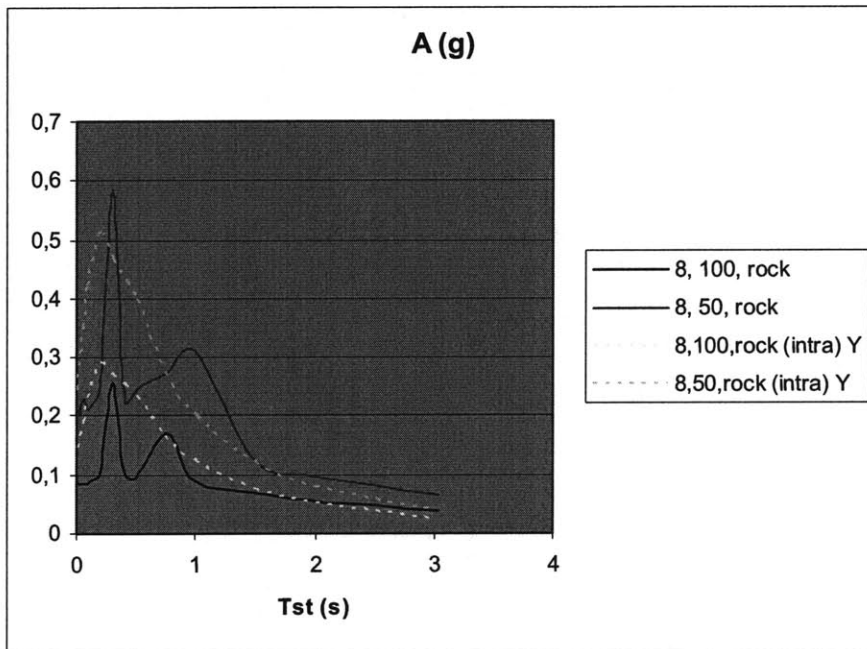 A (g)
0,7
0,6
0,5
0,4
0,3
0,2
0,1
0
0 1 2 3 4
Tst (s)
8, 100, rock
8, 50, rock
8,100,rock (intra) Y
8,50,rock (intra) Y